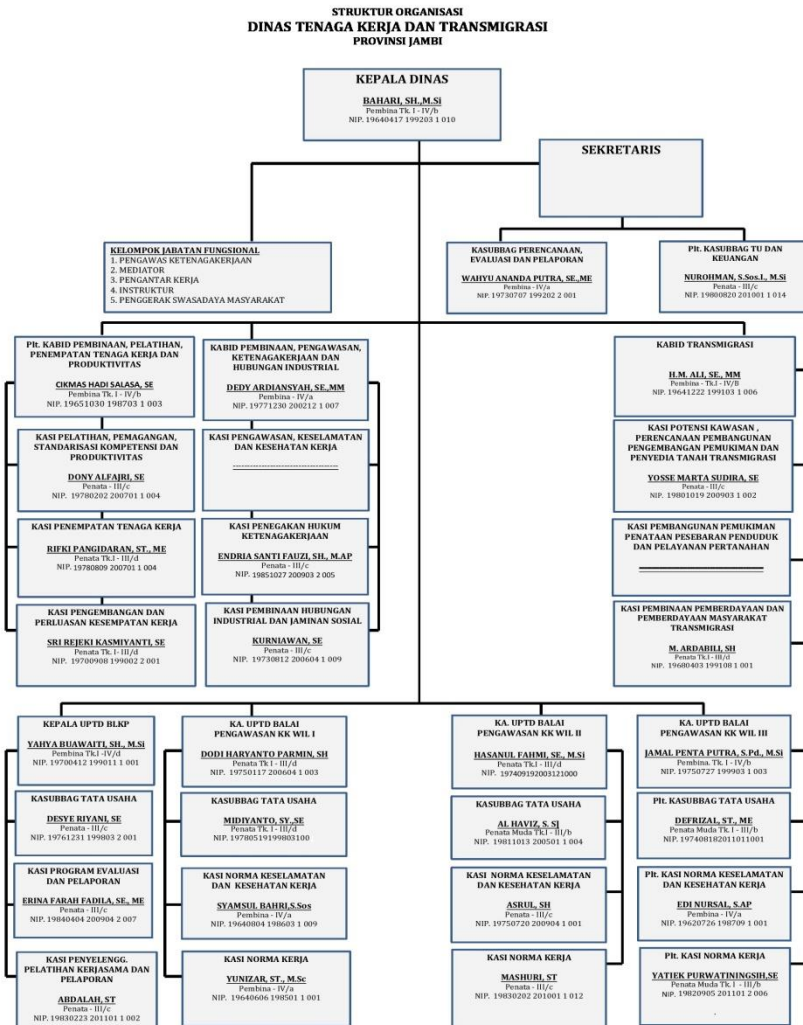 STRUKTUR ORGANISASI
DINAS TENAGA KERJA DAN TRANSMIGRASI
PROVINSI JAMBI
KEPALA DINAS
BAHARI, SH.,M.Si
Pembina Tk. I - IV/b
NIP. 19640417 199203 1 010
SEKRETARIS
KELOMPOK JABATAN FUNGSIONAL
1. PENGAWAS KETENAGAKERJAAN
2. MEDIATOR
3. PENGANTAR KERJA
4. INSTRUKTUR
5. PENGGERAK SWASADAYA MASYARAKAT
KASUBBAG PERENCANAAN,
EVALUASI DAN PELAPORAN
WAHYU ANANDA PUTRA, SE.,ME
Pembina - IV/a
NIP. 19730707 199202 2 001
Plt. KASUBBAG TU DAN
KEUANGAN
NUROHMAN, S.Sos.I., M.Si
Penata - III/c
NIP. 19800820 201001 1 014
Plt. KABID PEMBINAAN, PELATIHAN,
PENEMPATAN TENAGA KERJA DAN
PRODUKTIVITAS
CIKMAS HADI SALASA, SE
Pembina Tk. I - IV/b
NIP. 19651030 198703 1 003
KABID PEMBINAAN, PENGAWASAN,
KETENAGAKERJAAN DAN
HUBUNGAN INDUSTRIAL
DEDY ARDIANSYAH, SE.,MM
Pembina - IV/a
NIP. 19771230 200212 1 007
KABID TRANSMIGRASI
H.M. ALI, SE., MM
Pembina - Tk.I - IV/B
NIP. 19641222 199103 1 006
KASI PELATIHAN, PEMAGANGAN,
STANDARISASI KOMPETENSI DAN
PRODUKTIVITAS
DONY ALFAJRI, SE
Penata - III/c
NIP. 19780202 200701 1 004
KASI PENGAWASAN, KESELAMATAN
DAN KESEHATAN KERJA
KASI POTENSI KAWASAN ,
PERENCANAAN PEMBANGUNAN
PENGEMBANGAN PEMUKIMAN DAN
PENYEDIA TANAH TRANSMIGRASI
YOSSE MARTA SUDIRA, SE
Penata - III/c
NIP. 19801019 200903 1 002
KASI PENEMPATAN TENAGA KERJA
RIFKI PANGIDARAN, ST., ME
Penata Tk.I - III/d
NIP. 19780809 200701 1 004
KASI PENEGAKAN HUKUM
KETENAGAKERJAAN
ENDRIA SANTI FAUZI, SH., M.AP
Penata - III/c
NIP. 19851027 200903 2 005
KASI PEMBANGUNAN PEMUKIMAN
PENATAAN PESEBARAN PENDUDUK
DAN PELAYANAN PERTANAHAN
KASI PENGEMBANGAN DAN
PERLUASAN KESEMPATAN KERJA
SRI REJEKI KASMIYANTI, SE
Penata Tk. I- III/d
NIP. 19700908 199002 2 001
KASI PEMBINAAN HUBUNGAN
INDUSTRIAL DAN JAMINAN SOSIAL
KURNIAWAN, SE
Penata - III/c
NIP. 19730812 200604 1 009
KASI PEMBINAAN PEMBERDAYAAN DAN
PEMBERDAYAAN MASYARAKAT
TRANSMIGRASI
M. ARDABILI, SH
Penata Tk.I - III/d
NIP. 19680403 199108 1 001
KEPALA UPTD BLKP
YAHYA BUAWAITI, SH., M.Si
Pembina Tk.I -IV/d
NIP. 19700412 199011 1 001
KA. UPTD BALAI
PENGAWASAN KK WIL I
DODI HARYANTO PARMIN, SH
Penata Tk I - III/d
NIP. 19750117 200604 1 003
KA. UPTD BALAI
PENGAWASAN KK WIL II
HASANUL FAHMI, SE., M.Si
Penata Tk.I - III/d
NIP. 197409192003121000
KA. UPTD BALAI
PENGAWASAN KK WIL III
JAMAL PENTA PUTRA, S.Pd., M.Si
Pembina. Tk. I - IV/b
NIP. 19750727 199903 1 003
KASUBBAG TATA USAHA
DESYE RIYANI, SE
Penata - III/c
NIP. 19761231 199803 2 001
KASUBBAG TATA USAHA
MIDIYANTO, SY.,SE
Penata Tk. I - III/d
NIP. 19780519199803100
KASUBBAG TATA USAHA
AL HAVIZ, S. Sj
Penata Muda Tk.I - III/b
NIP. 19811013 200501 1 004
Plt. KASUBBAG TATA USAHA
DEFRIZAL, ST., ME
Penata Muda Tk. I - III/b
NIP. 197408182011011001
KASI PROGRAM EVALUASI
DAN PELAPORAN
ERINA FARAH FADILA, SE., ME
Penata - III/c
NIP. 19840404 200904 2 007
KASI NORMA KESELAMATAN
DAN KESEHATAN KERJA
SYAMSUL BAHRI,S.Sos
Pembina - IV/a
NIP. 19640804 198603 1 009
KASI NORMA KESELAMATAN
DAN KESEHATAN KERJA
ASRUL, SH
Penata - III/c
NIP. 19750720 200904 1 001
Plt. KASI NORMA KESELAMATAN
DAN KESEHATAN KERJA
EDI NURSAL, S.AP
Pembina - IV/a
NIP. 19620726 198709 1 001
KASI PENYELENGG.
PELATIHAN KERJASAMA DAN
PELAPORAN
ABDALAH, ST
Penata - III/c
NIP. 19830223 201101 1 002
KASI NORMA KERJA
YUNIZAR, ST., M.Sc
Pembina - IV/a
NIP. 19640606 198501 1 001
KASI NORMA KERJA
MASHURI, ST
Penata - III/c
NIP. 19830202 201001 1 012
Plt. KASI NORMA KERJA
YATIEK PURWATININGSIH,SE
Penata Muda Tk. I - III/b
NIP. 19820905 201101 2 006